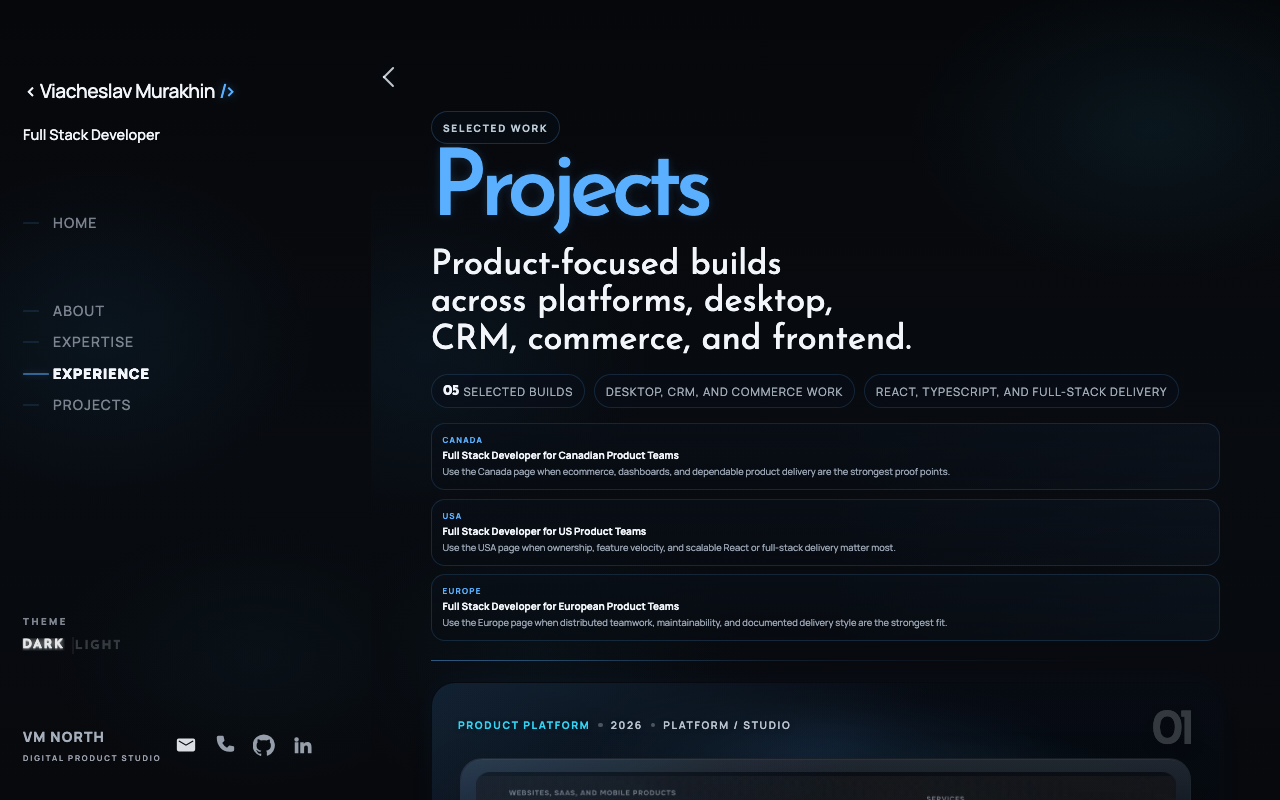 < Viacheslav Murakhin />
Full Stack Developer
HOME
ABOUT
EXPERTISE
EXPERIENCE
PROJECTS
THEME
DARK | LIGHT
VM NORTH
DIGITAL PRODUCT STUDIO
SELECTED WORK
Projects
Product-focused builds
across platforms, desktop,
CRM, commerce, and frontend.
05 SELECTED BUILDS
DESKTOP, CRM, AND COMMERCE WORK
REACT, TYPESCRIPT, AND FULL-STACK DELIVERY
CANADA
Full Stack Developer for Canadian Product Teams
Use the Canada page when ecommerce, dashboards, and dependable product delivery are the strongest proof points.
USA
Full Stack Developer for US Product Teams
Use the USA page when ownership, feature velocity, and scalable React or full-stack delivery matter most.
EUROPE
Full Stack Developer for European Product Teams
Use the Europe page when distributed teamwork, maintainability, and documented delivery style are the strongest fit.
PRODUCT PLATFORM • 2026 • PLATFORM / STUDIO
01
WEBSITES, SAAS, AND MOBILE PRODUCTS
SERVICES